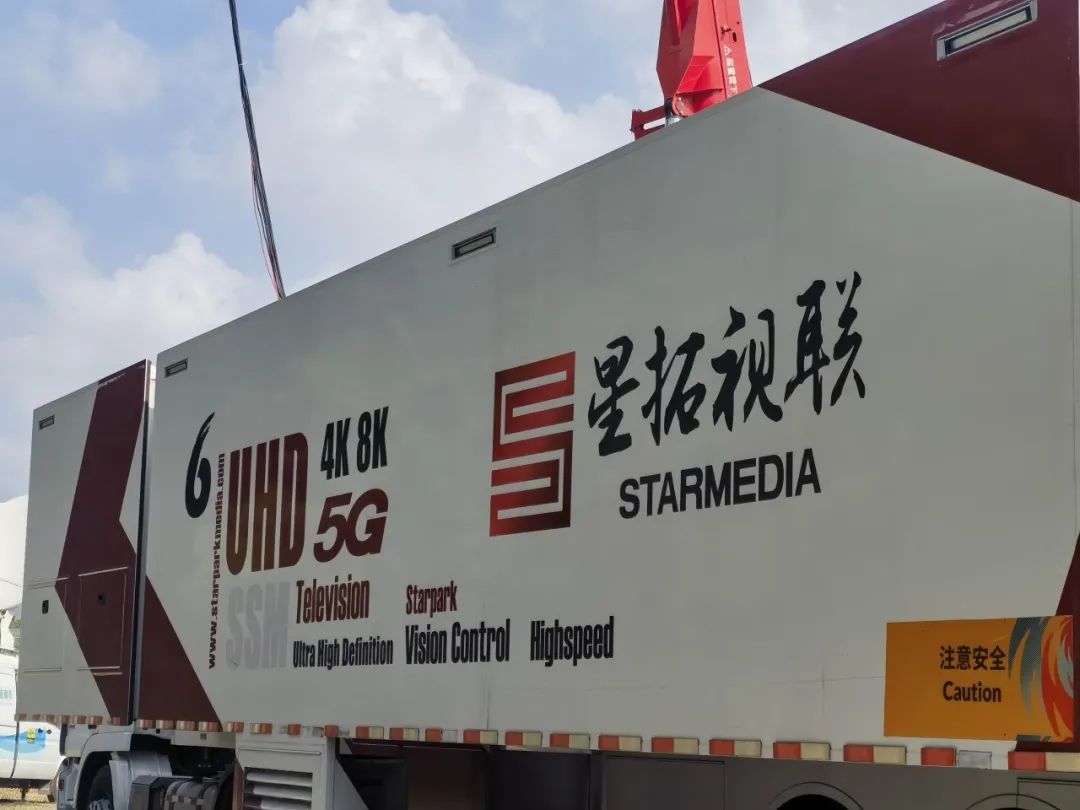 6
www.starparkmedia.com
UHD
4K 8K
5G
SSM
Television
Ultra High Definition
Starpark
Vision Control
Highspeed
星拓视联
STARMEDIA
注意安全
Caution